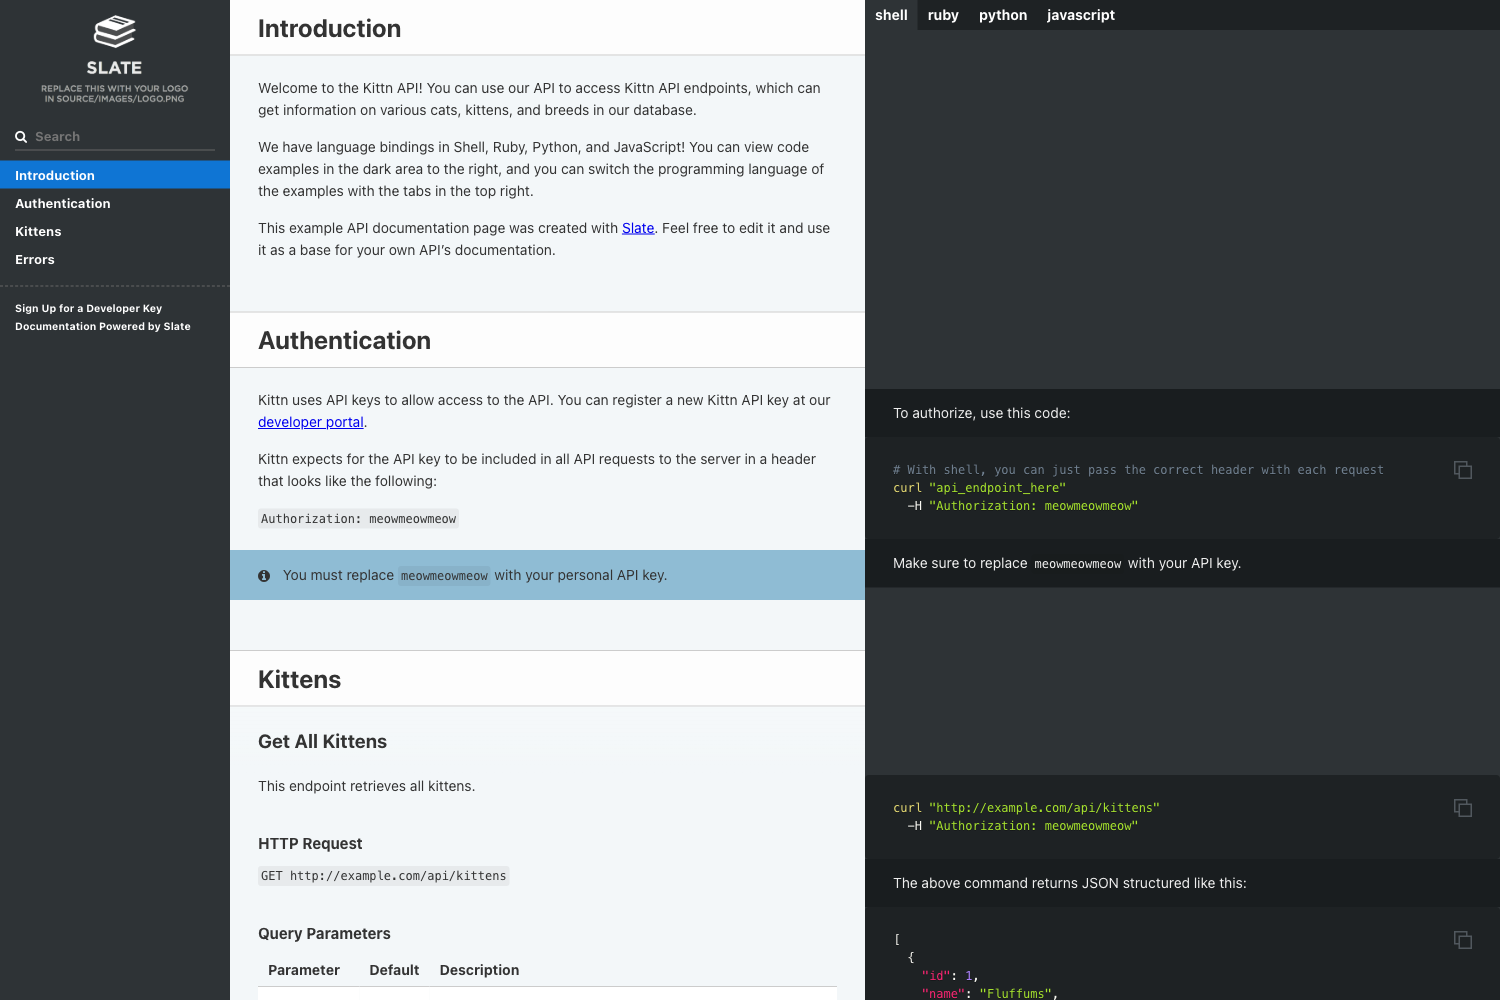 SLATE
REPLACE THIS WITH YOUR LOGO
IN SOURCE/IMAGES/LOGO.PNG
Search
Introduction
Authentication
Kittens
Errors
Sign Up for a Developer Key
Documentation Powered by Slate
Introduction
Welcome to the Kittn API! You can use our API to access Kittn API endpoints, which can
get information on various cats, kittens, and breeds in our database.
We have language bindings in Shell, Ruby, Python, and JavaScript! You can view code
examples in the dark area to the right, and you can switch the programming language of
the examples with the tabs in the top right.
This example API documentation page was created with Slate. Feel free to edit it and use
it as a base for your own API’s documentation.
Authentication
Kittn uses API keys to allow access to the API. You can register a new Kittn API key at our
developer portal.
Kittn expects for the API key to be included in all API requests to the server in a header
that looks like the following:
Authorization: meowmeowmeow
You must replace meowmeowmeow with your personal API key.
Kittens
Get All Kittens
This endpoint retrieves all kittens.
HTTP Request
GET http://example.com/api/kittens
Query Parameters
Parameter Default Description
shell ruby python javascript
To authorize, use this code:
# With shell, you can just pass the correct header with each request
curl "api_endpoint_here"
-H "Authorization: meowmeowmeow"
Make sure to replace meowmeowmeow with your API key.
curl "http://example.com/api/kittens"
-H "Authorization: meowmeowmeow"
The above command returns JSON structured like this:
[
{
"id": 1,
"name": "Fluffums",